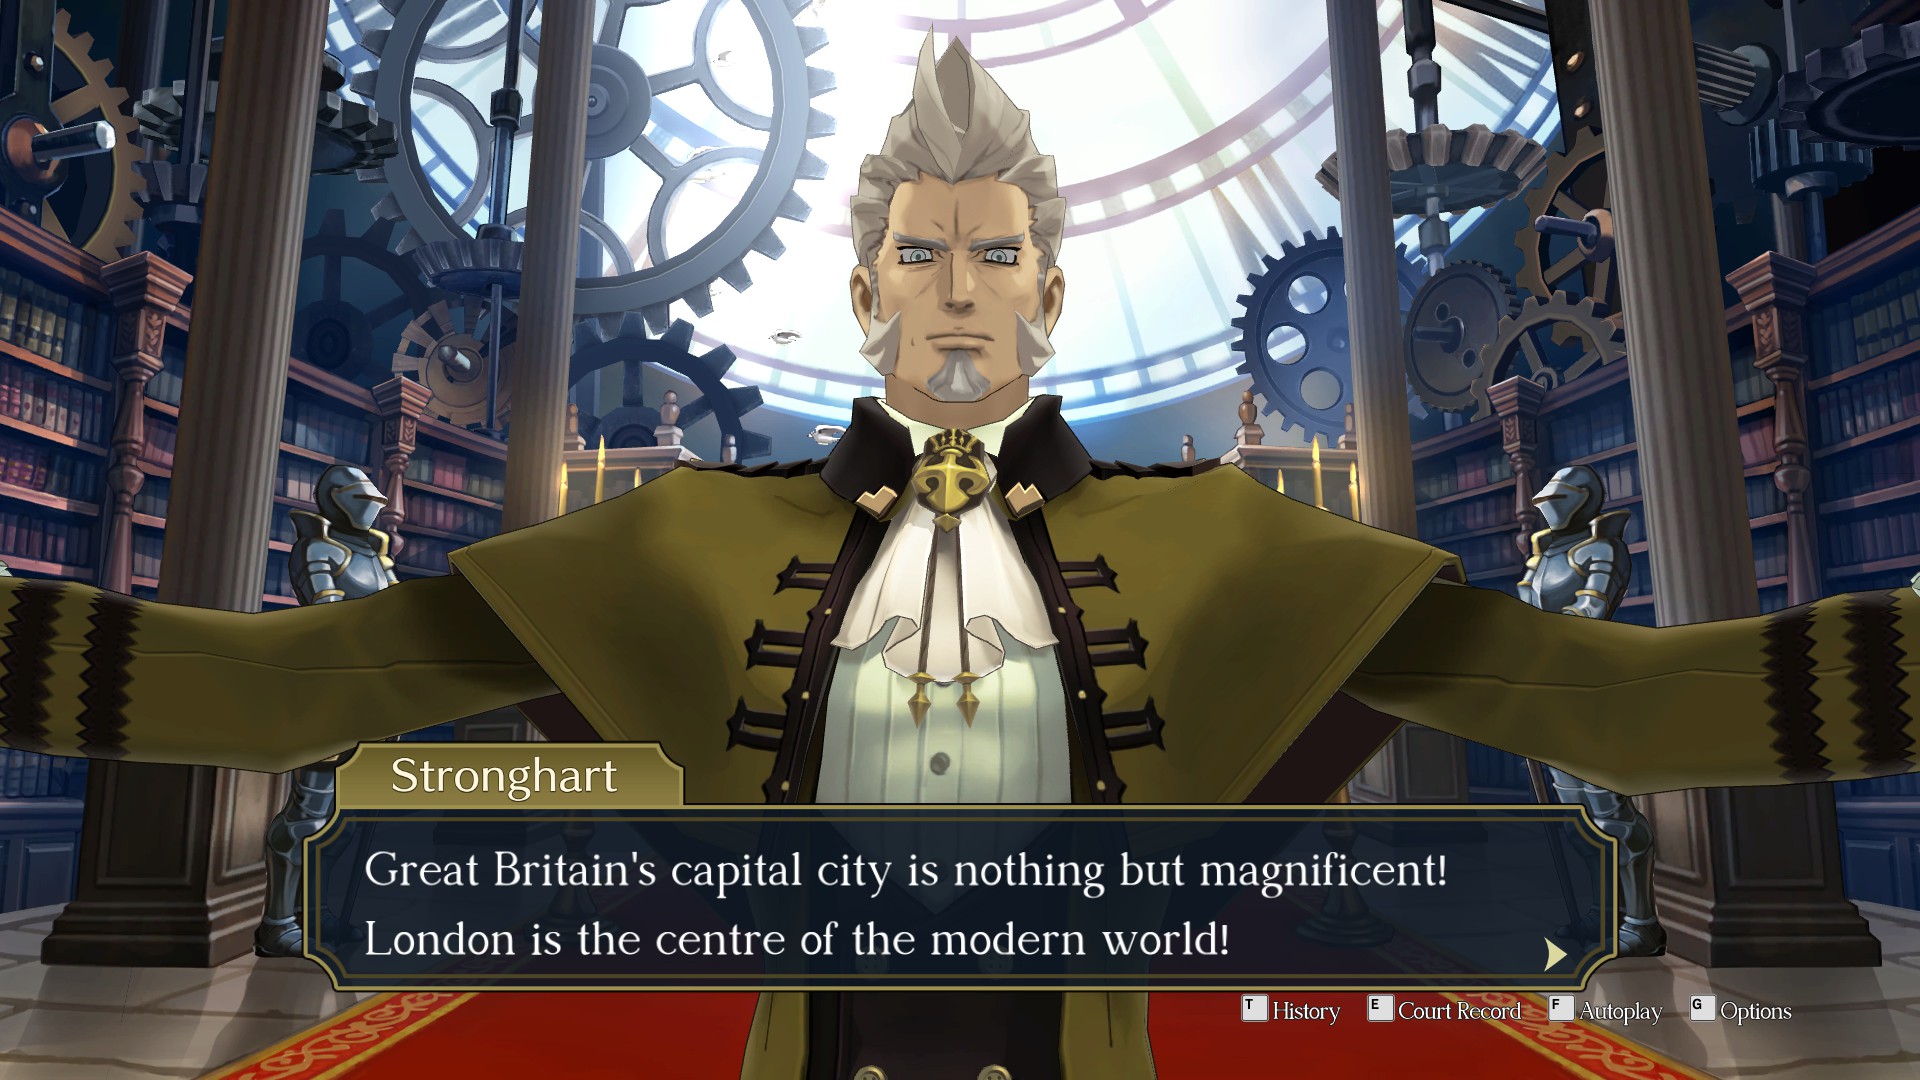 Stronghart
Great Britain's capital city is nothing but magnificent!
London is the centre of the modern world!
T History E Court Record F Autoplay G Options